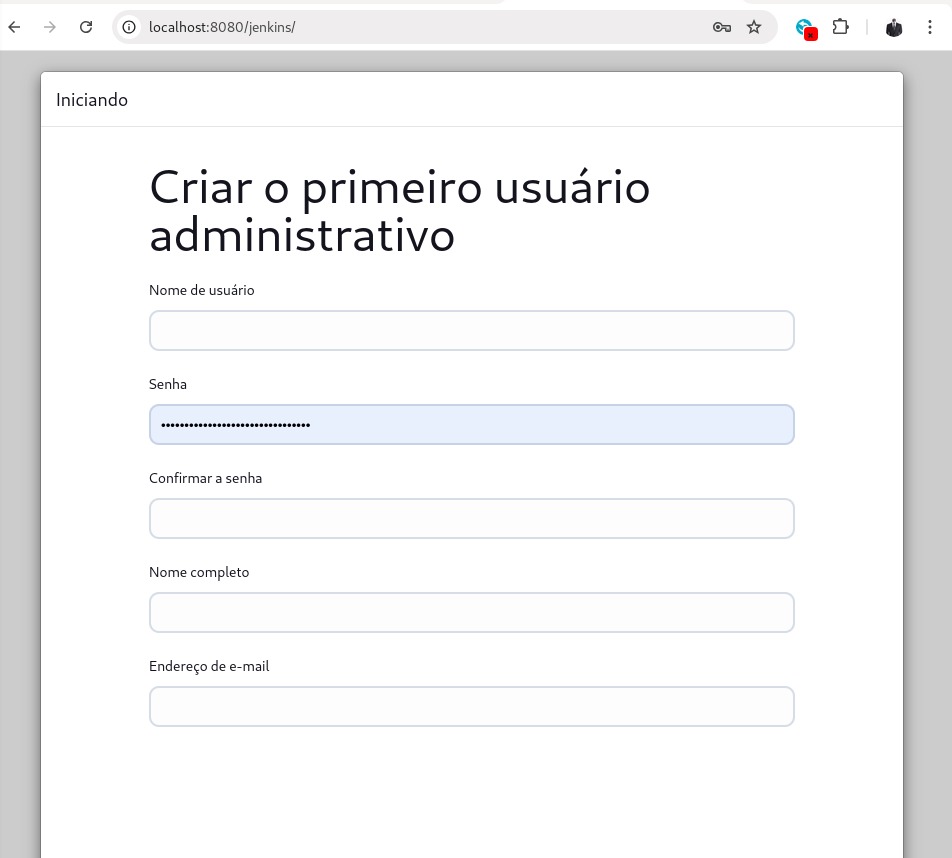 localhost:8080/jenkins/
Iniciando
Criar o primeiro usuário
administrativo
Nome de usuário
Senha
••••••••••••••••••••••••••••••••
Confirmar a senha
Nome completo
Endereço de e-mail